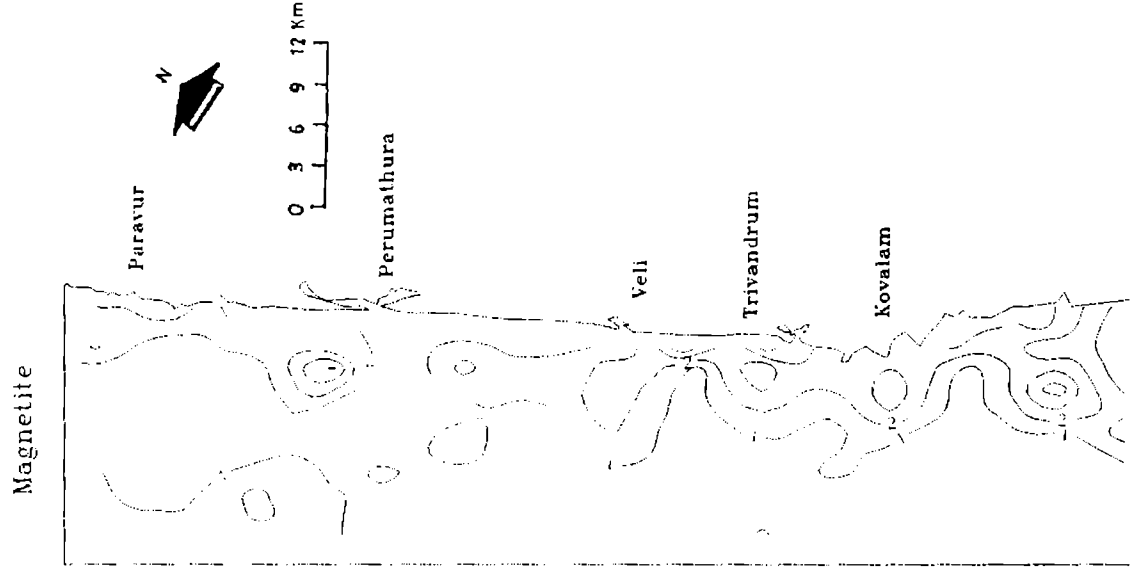 Magnetite
N
0 3 6 9 12 Km
Paravur
Perumathura
Veli
Trivandrum
Kovalam